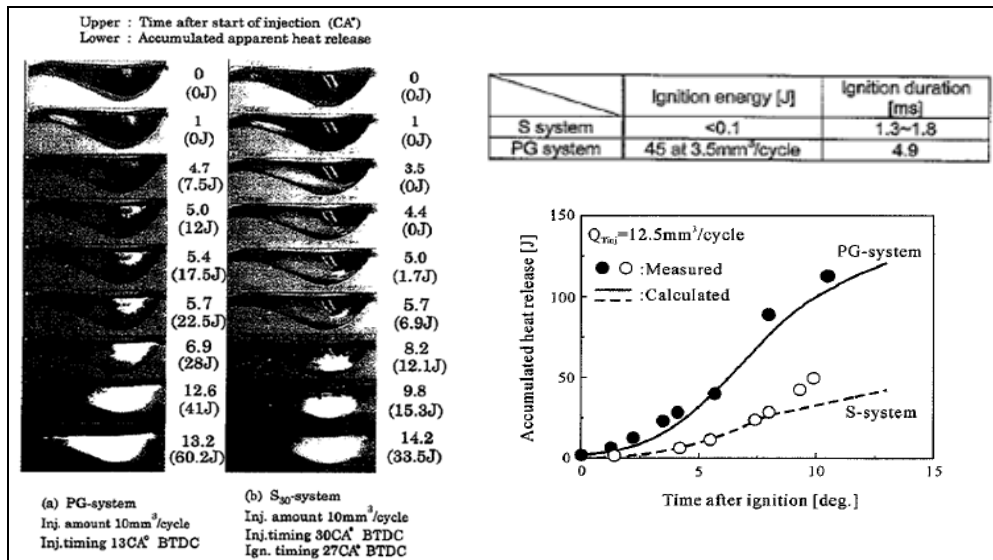 Upper : Time after start of injection (CA°)
Lower : Accumulated apparent heat release
0
(0J)
1
(0J)
4.7
(7.5J)
5.0
(12J)
5.4
(17.5J)
5.7
(22.5J)
6.9
(28J)
12.6
(41J)
13.2
(60.2J)
0
(0J)
1
(0J)
3.5
(0J)
4.4
(0J)
5.0
(1.7J)
5.7
(6.9J)
8.2
(12.1J)
9.8
(15.3J)
14.2
(33.5J)
(a) PG-system
Inj. amount 10mm³/cycle
Inj.timing 13CA° BTDC
(b) S₃₀-system
Inj. amount 10mm³/cycle
Inj.timing 30CA° BTDC
Ign. timing 27CA° BTDC
Ignition energy [J] Ignition duration
[ms]
S system <0.1 1.3~1.8
PG system 45 at 3.5mm³/cycle 4.9
Accumulated heat release [J]
150
100
50
0
Q_Tinj=12.5mm³/cycle
:Measured
:Calculated
PG-system
S-system
0 5 10 15
Time after ignition [deg.]